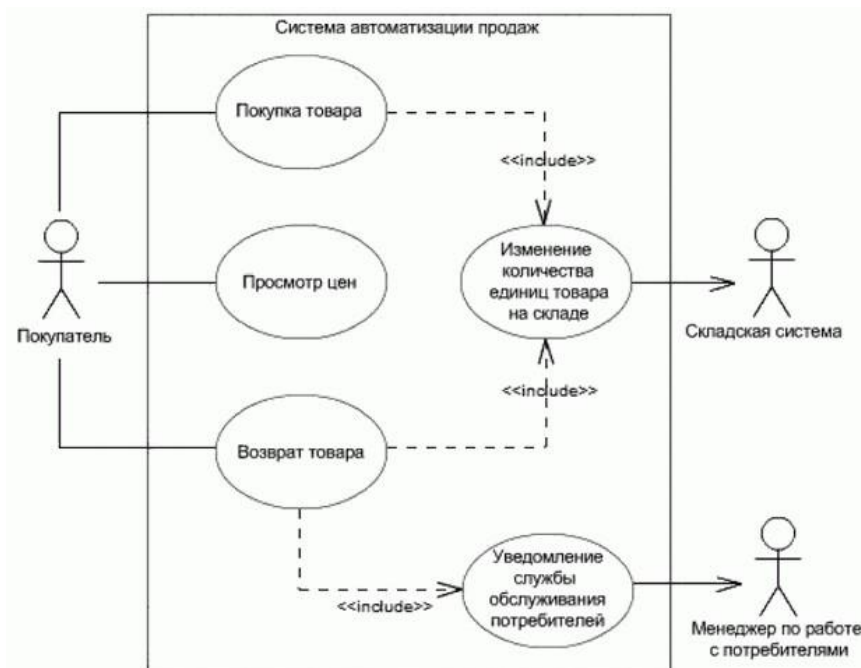 Система автоматизации продаж
Покупка товара
<<include>>
Просмотр цен
Изменение
количества
единиц товара
на складе
Покупатель
Складская система
<<include>>
Возврат товара
Уведомление
службы
обслуживания
потребителей
<<include>>
Менеджер по работе
с потребителями